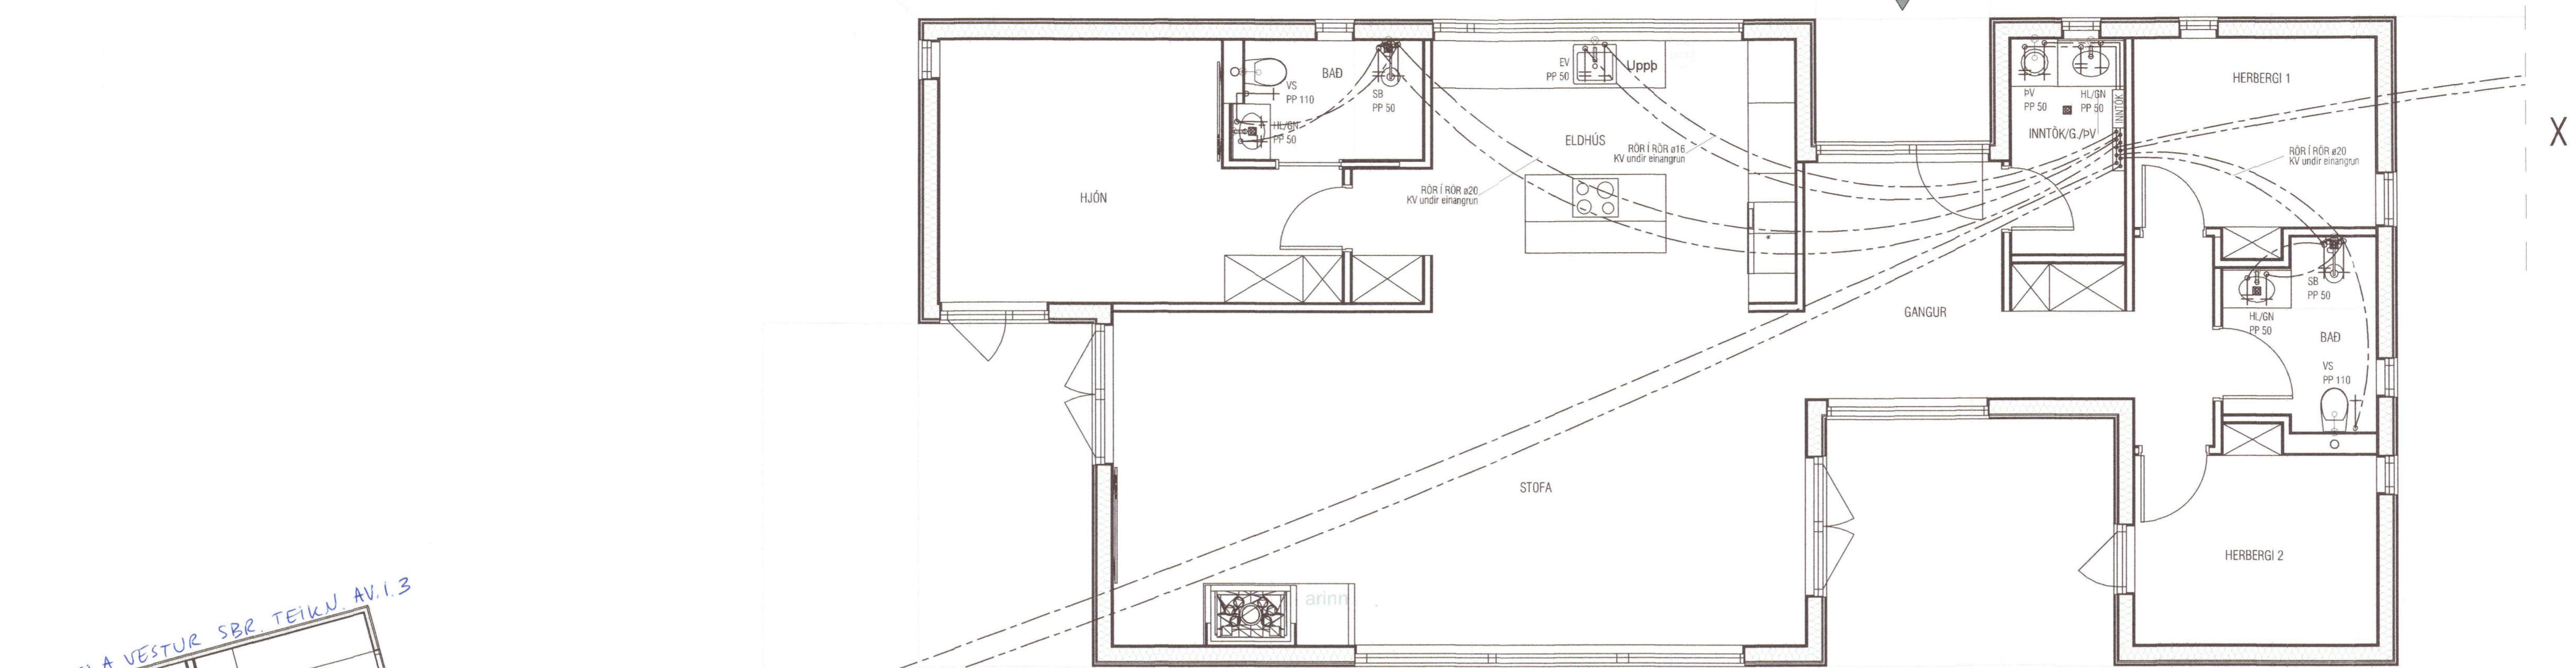 BAÐ
VS
PP 110
SB
PP 50
HL/GN
PP 50
HJÓN
EV
PP 50
Uppþ
ELDHÚS
RÖR Í RÖR ø16
KV undir einangrun
RÖR Í RÖR ø20
KV undir einangrun
ÞV
PP 50
HL/GN
PP 50
INNTÖK
INNTÖK/G./ÞV
HERBERGI 1
RÖR Í RÖR ø20
KV undir einangrun
X
SB
PP 50
HL/GN
PP 50
BAÐ
VS
PP 110
GANGUR
STOFA
HERBERGI 2
arinn
A VESTUR SBR. TEIKN. AV.1.3